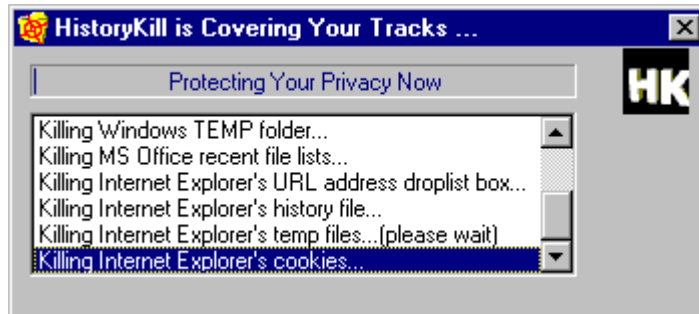 HistoryKill is Covering Your Tracks ...
Protecting Your Privacy Now
HK
Killing Windows TEMP folder...
Killing MS Office recent file lists...
Killing Internet Explorer's URL address droplist box...
Killing Internet Explorer's history file...
Killing Internet Explorer's temp files...(please wait)
Killing Internet Explorer's cookies...